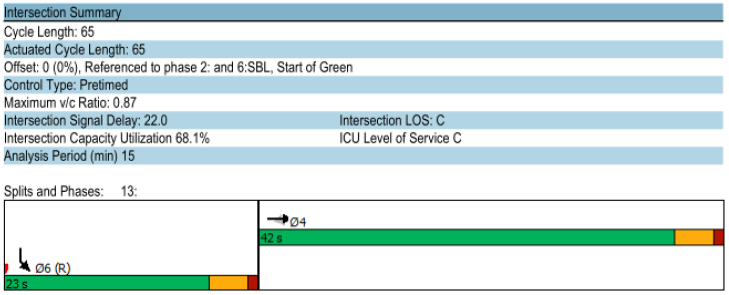 Intersection Summary
Cycle Length: 65
Actuated Cycle Length: 65
Offset: 0 (0%), Referenced to phase 2: and 6:SBL, Start of Green
Control Type: Pretimed
Maximum v/c Ratio: 0.87
Intersection Signal Delay: 22.0 Intersection LOS: C
Intersection Capacity Utilization 68.1% ICU Level of Service C
Analysis Period (min) 15
Splits and Phases: 13:
Ø4
42 s
Ø6 (R)
23 s